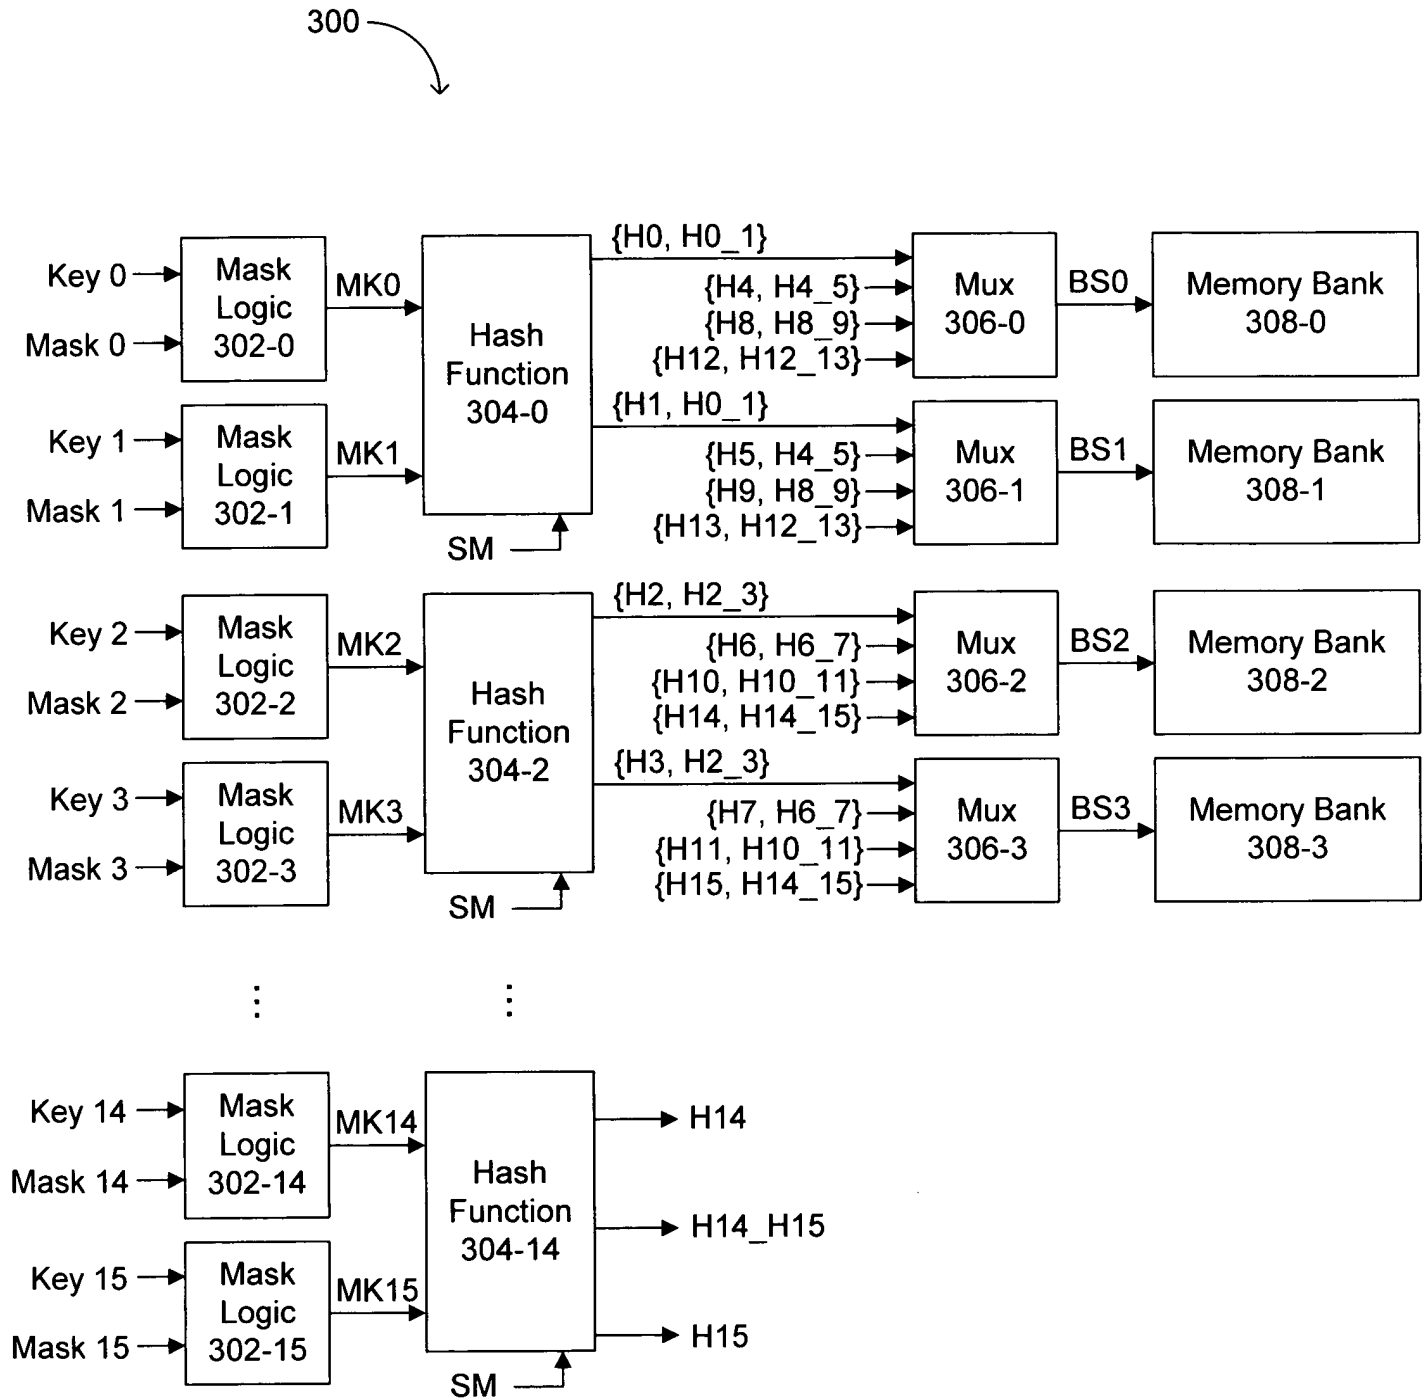 300
Key 0
Mask 0
Mask
Logic
302-0
MK0
Key 1
Mask 1
Mask
Logic
302-1
MK1
Hash
Function
304-0
SM
{H0, H0_1}
{H4, H4_5}
{H8, H8_9}
{H12, H12_13}
Mux
306-0
BS0
Memory Bank
308-0
{H1, H0_1}
{H5, H4_5}
{H9, H8_9}
{H13, H12_13}
Mux
306-1
BS1
Memory Bank
308-1
Key 2
Mask 2
Mask
Logic
302-2
MK2
Key 3
Mask 3
Mask
Logic
302-3
MK3
Hash
Function
304-2
SM
{H2, H2_3}
{H6, H6_7}
{H10, H10_11}
{H14, H14_15}
Mux
306-2
BS2
Memory Bank
308-2
{H3, H2_3}
{H7, H6_7}
{H11, H10_11}
{H15, H14_15}
Mux
306-3
BS3
Memory Bank
308-3
Key 14
Mask 14
Mask
Logic
302-14
MK14
Key 15
Mask 15
Mask
Logic
302-15
MK15
Hash
Function
304-14
SM
H14
H14_H15
H15